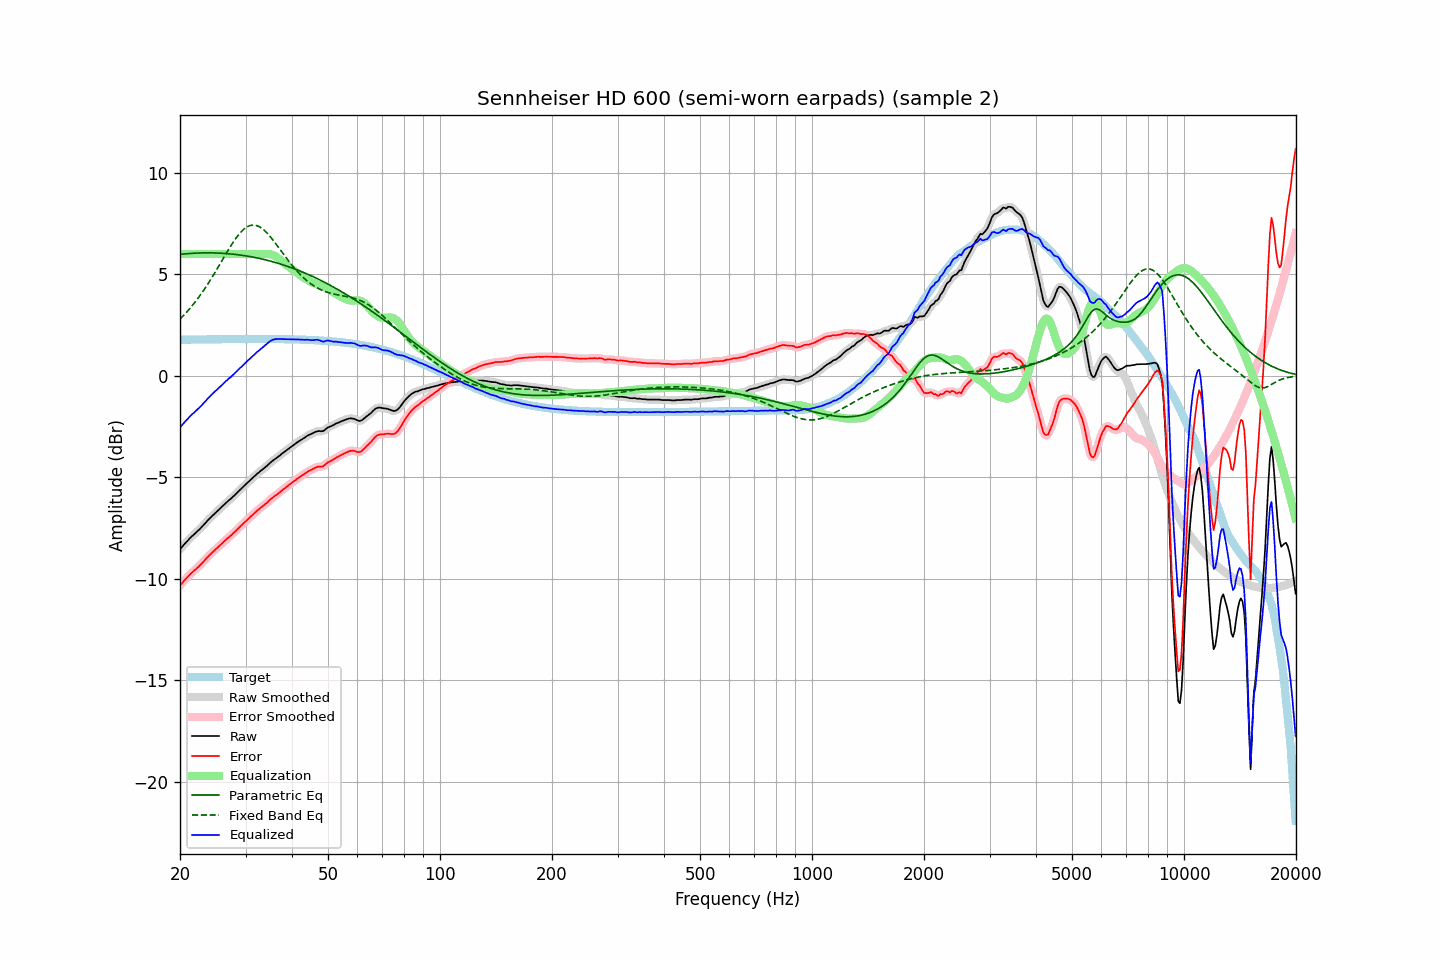 Sennheiser HD 600 (semi-worn earpads) (sample 2)
Amplitude (dBr)
10
5
0
−5
−10
−15
−20
Target
Raw Smoothed
Error Smoothed
Raw
Error
Equalization
Parametric Eq
Fixed Band Eq
Equalized
20
50
100
200
500
1000
2000
5000
10000
20000
Frequency (Hz)